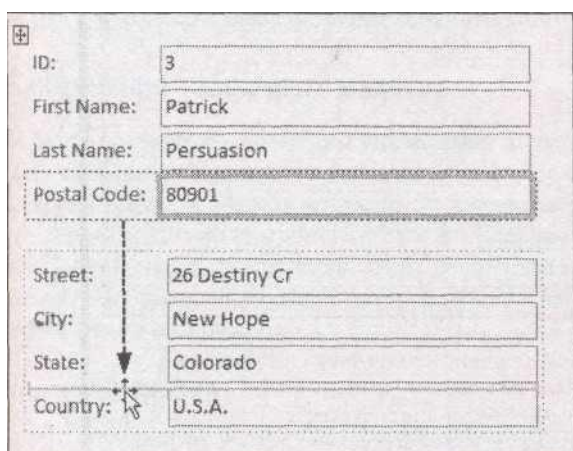 ID: 3
First Name: Patrick
Last Name: Persuasion
Postal Code: 80901
Street: 26 Destiny Cr
City: New Hope
State: Colorado
Country: U.S.A.